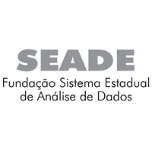 SEADE
Fundação Sistema Estadual
de Análise de Dados